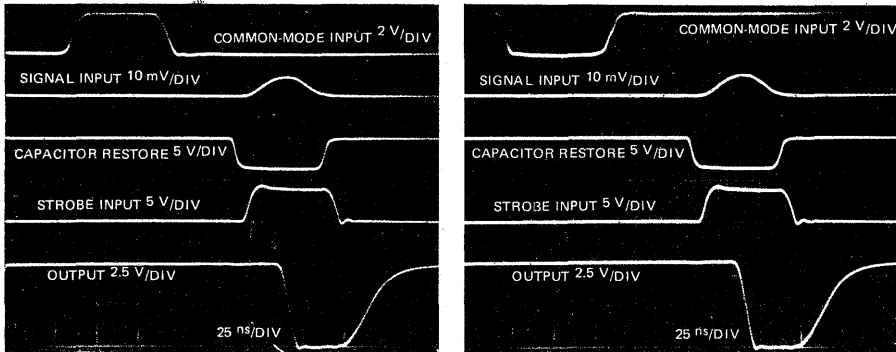 COMMON-MODE INPUT 2 V/DIV
SIGNAL INPUT 10 mV/DIV
CAPACITOR RESTORE 5 V/DIV
STROBE INPUT 5 V/DIV
OUTPUT 2.5 V/DIV
25 ns/DIV
COMMON-MODE INPUT 2 V/DIV
SIGNAL INPUT 10 mV/DIV
CAPACITOR RESTORE 5 V/DIV
STROBE INPUT 5 V/DIV
OUTPUT 2.5 V/DIV
25 ns/DIV